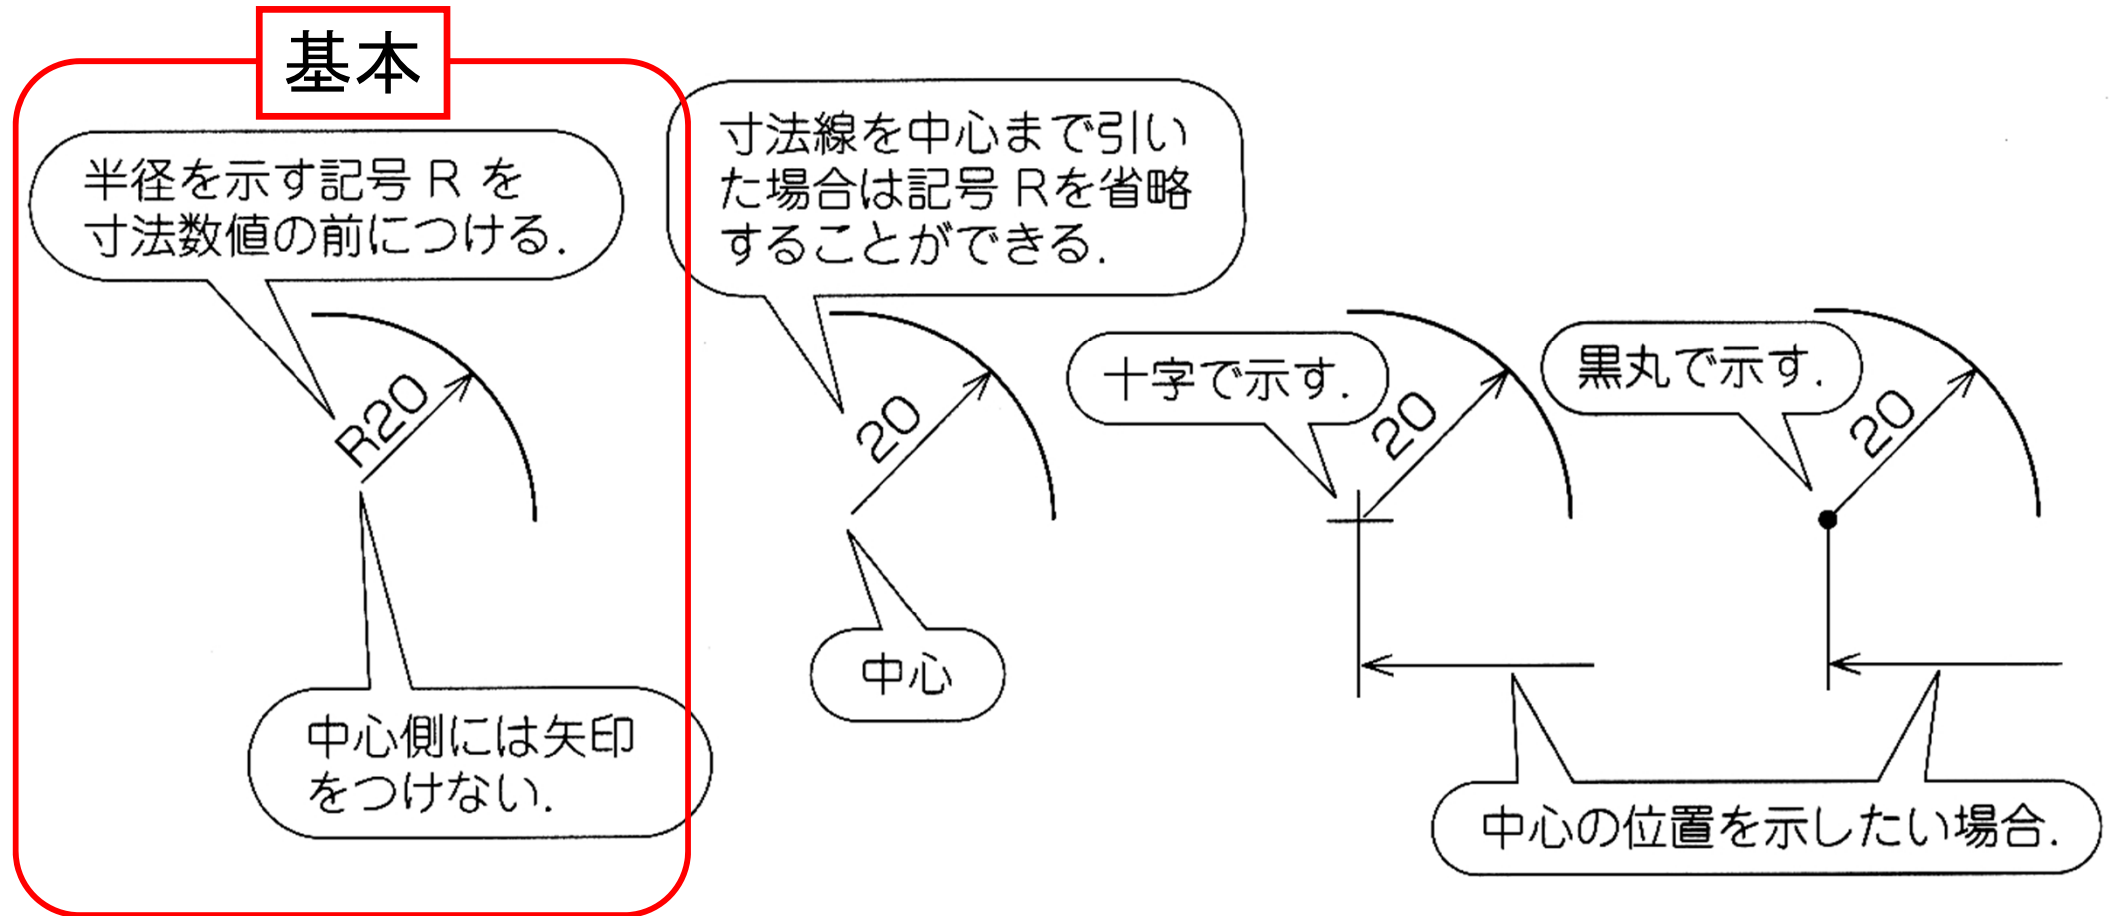 基本
半径を示す記号 R を
寸法数値の前につける.
R20
中心側には矢印
をつけない.
寸法線を中心まで引い
た場合は記号 Rを省略
することができる.
20
中心
十字で示す.
20
黒丸で示す.
20
中心の位置を示したい場合.